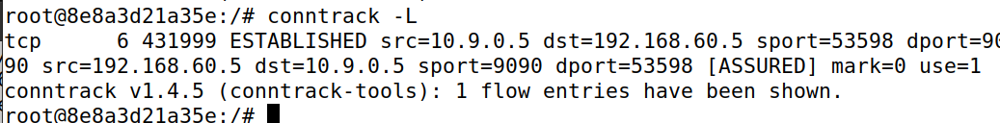 root@8e8a3d21a35e:/# conntrack -L
tcp      6 431999 ESTABLISHED src=10.9.0.5 dst=192.168.60.5 sport=53598 dport=90
90 src=192.168.60.5 dst=10.9.0.5 sport=9090 dport=53598 [ASSURED] mark=0 use=1
conntrack v1.4.5 (conntrack-tools): 1 flow entries have been shown.
root@8e8a3d21a35e:/#